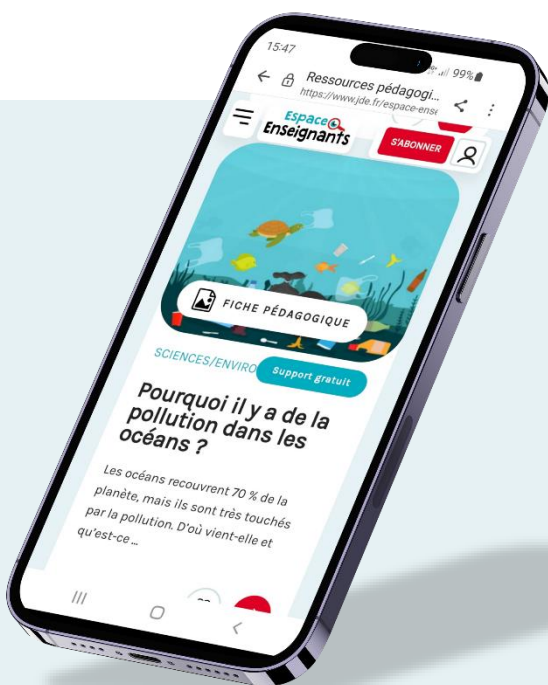 15:47
99%
Ressources pédagogi...
https://www.jde.fr/espace-ense
Espace
Enseignants
S'ABONNER
FICHE PÉDAGOGIQUE
SCIENCES/ENVIRO
Support gratuit
Pourquoi il y a de la
pollution dans les
océans ?
Les océans recouvrent 70 % de la
planète, mais ils sont très touchés
par la pollution. D'où vient-elle et
qu'est-ce ...